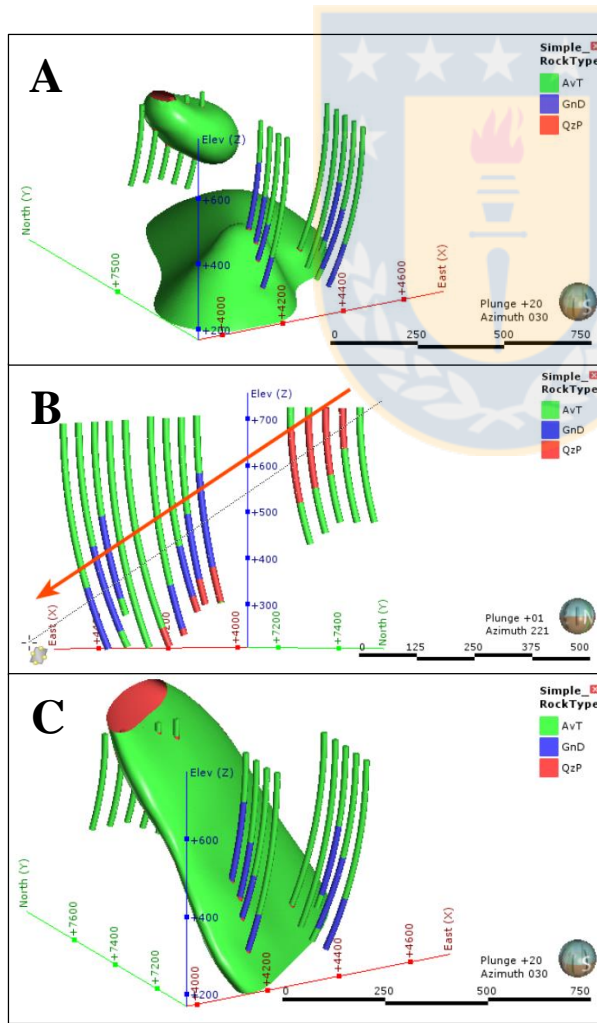 A
Simple_
RockType
AvT
GnD
QzP
Elev (Z)
+600
+400
+200
North (Y)
+7500
+4000
+4200
+4400
+4600
East (X)
Plunge +20
Azimuth 030
0 250 500 750
B
Simple_
RockType
AvT
GnD
QzP
Elev (Z)
+700
+600
+500
+400
+300
East (X)
+4000
+7200
+7400
North (Y)
Plunge +01
Azimuth 221
0 125 250 375 500
C
Simple_
RockType
AvT
GnD
QzP
Elev (Z)
+600
+400
+200
North (Y)
+7600
+7400
+7200
+4000
+4200
+4400
+4600
East (X)
Plunge +20
Azimuth 030
0 250 500 750